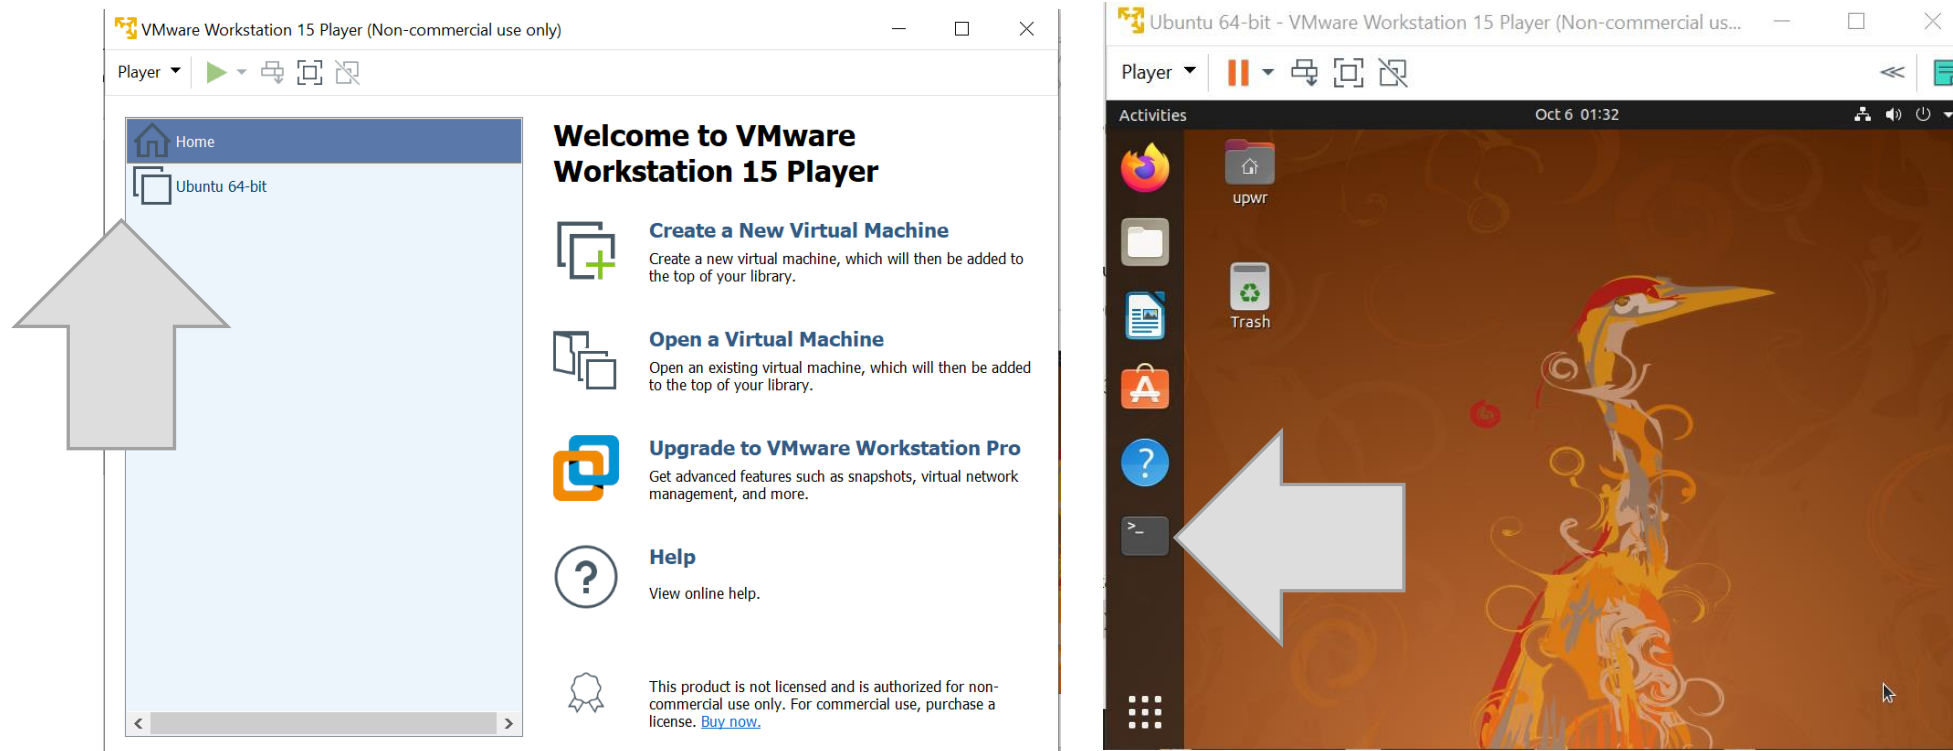 VMware Workstation 15 Player (Non-commercial use only)
Player
Home
Ubuntu 64-bit
Welcome to VMware
Workstation 15 Player
Create a New Virtual Machine
Create a new virtual machine, which will then be added to
the top of your library.
Open a Virtual Machine
Open an existing virtual machine, which will then be added
to the top of your library.
Upgrade to VMware Workstation Pro
Get advanced features such as snapshots, virtual network
management, and more.
Help
View online help.
This product is not licensed and is authorized for non-
commercial use only. For commercial use, purchase a
license. Buy now.
Ubuntu 64-bit - VMware Workstation 15 Player (Non-commercial us...
Player
Activities
Oct 6 01:32
upwr
Trash